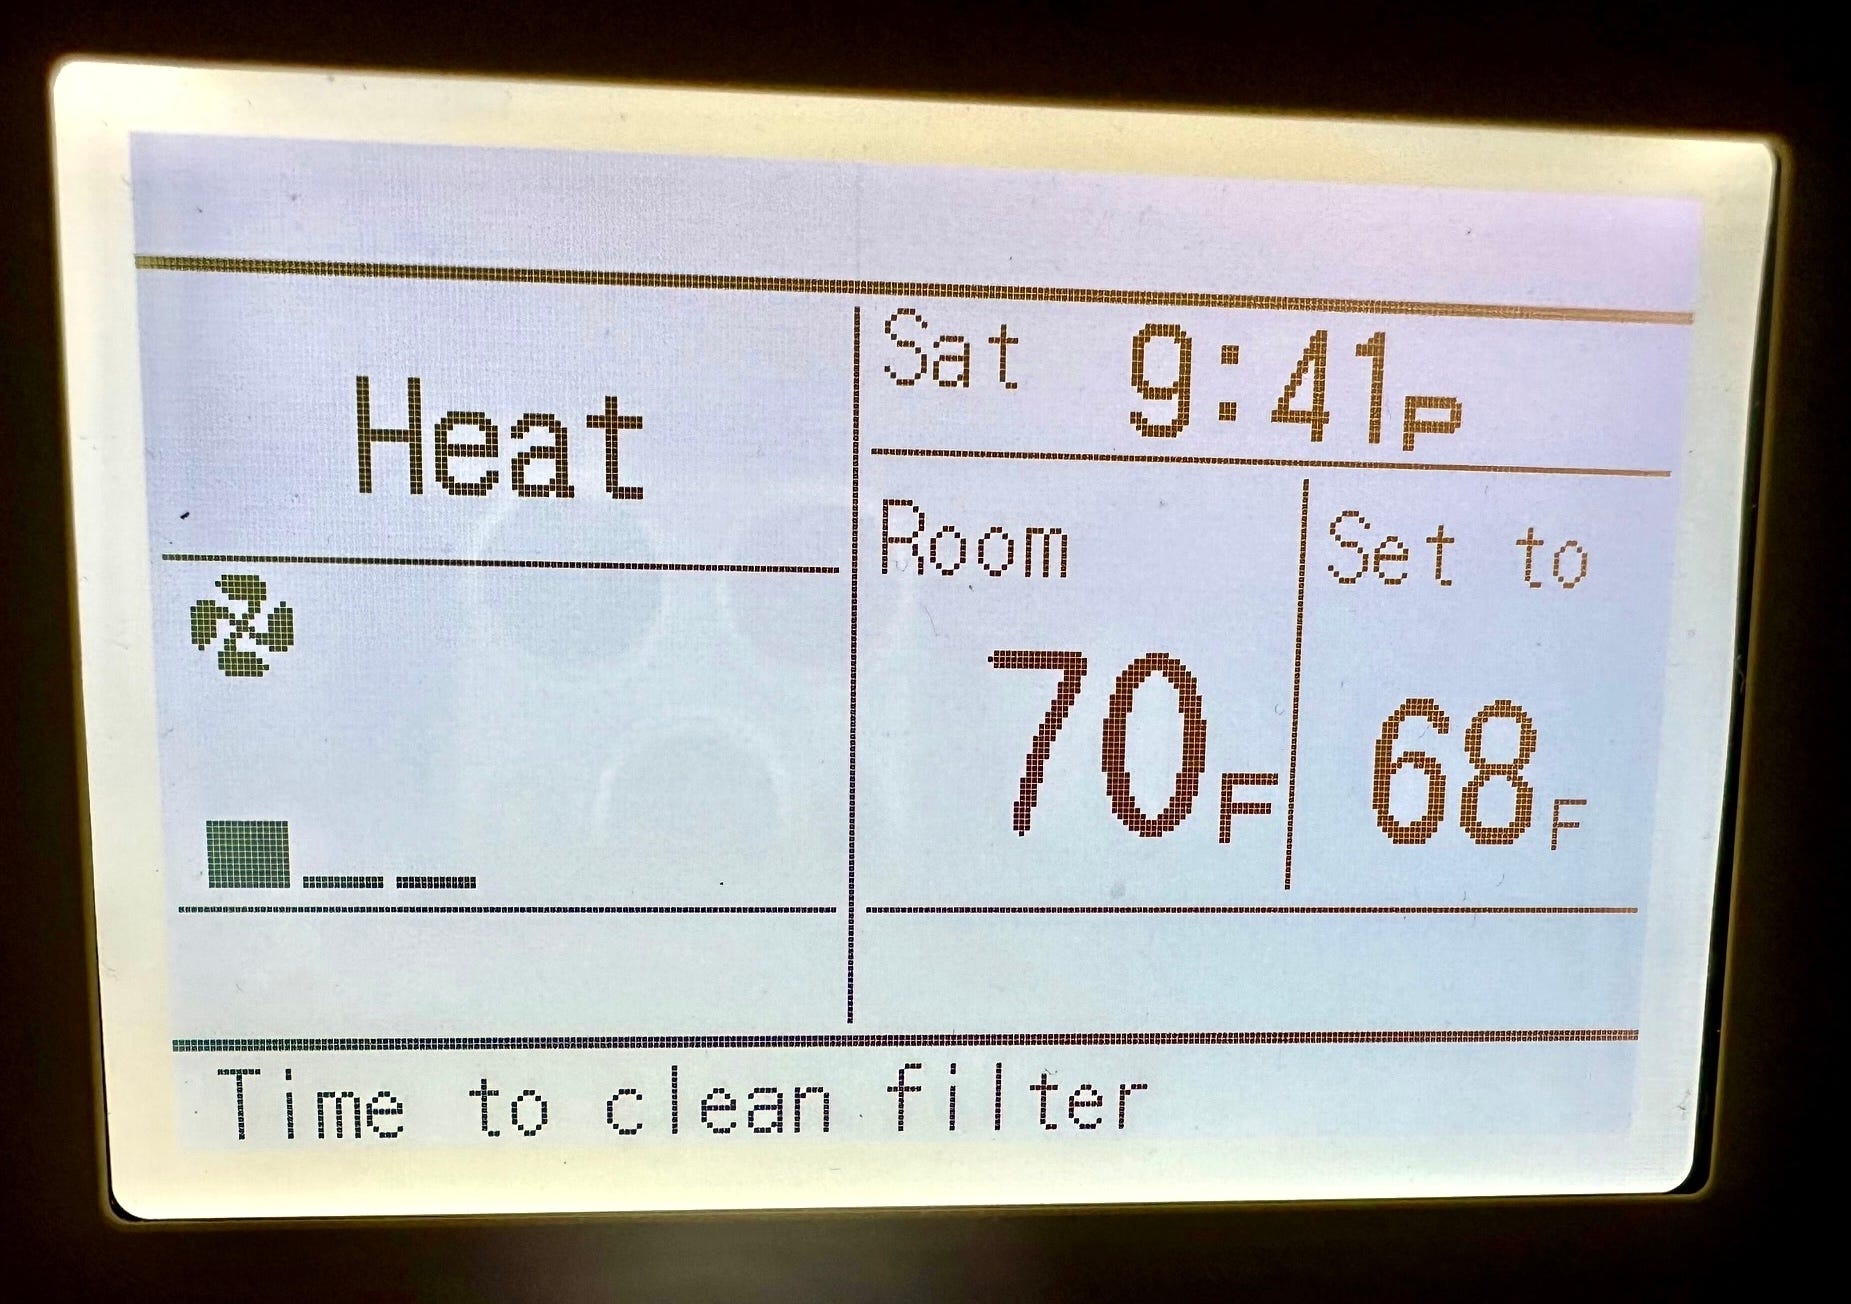 Heat
Sat 9:41P
Room
70F
Set to
68F
Time to clean filter